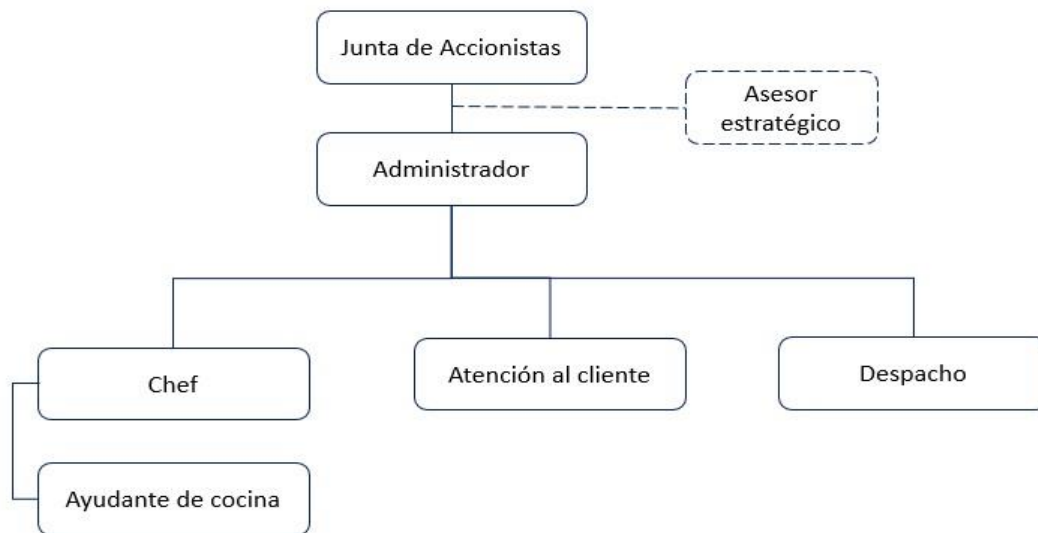 Junta de Accionistas
Asesor
estratégico
Administrador
Chef
Atención al cliente
Despacho
Ayudante de cocina